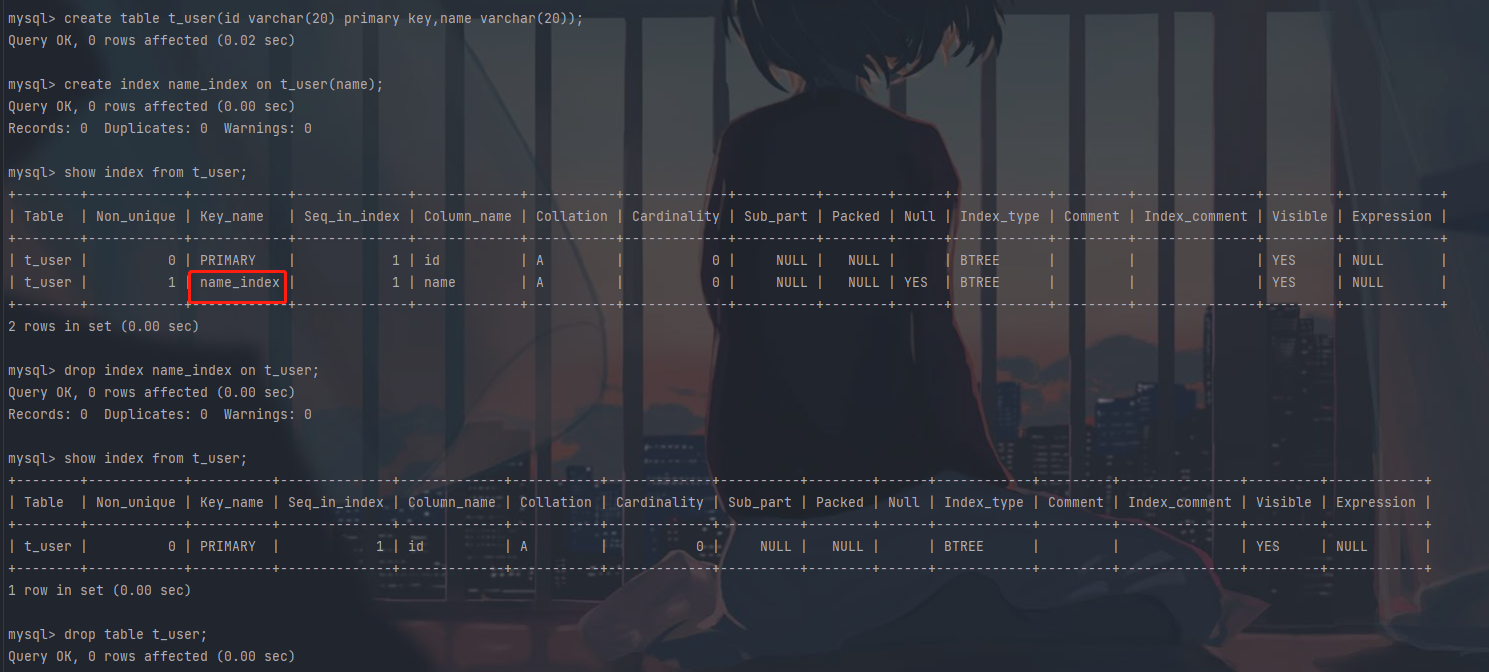 mysql> create table t_user(id varchar(20) primary key,name varchar(20));
Query OK, 0 rows affected (0.02 sec)

mysql> create index name_index on t_user(name);
Query OK, 0 rows affected (0.00 sec)
Records: 0  Duplicates: 0  Warnings: 0

mysql> show index from t_user;
+--------+------------+------------+--------------+-------------+-----------+-------------+----------+--------+------+------------+---------+---------------+---------+------------+
| Table  | Non_unique | Key_name   | Seq_in_index | Column_name | Collation | Cardinality | Sub_part | Packed | Null | Index_type | Comment | Index_comment | Visible | Expression |
+--------+------------+------------+--------------+-------------+-----------+-------------+----------+--------+------+------------+---------+---------------+---------+------------+
| t_user |          0 | PRIMARY    |            1 | id          | A         |           0 |     NULL |   NULL |      | BTREE      |         |               | YES     | NULL       |
| t_user |          1 | name_index |            1 | name        | A         |           0 |     NULL |   NULL | YES  | BTREE      |         |               | YES     | NULL       |
+--------+------------+------------+--------------+-------------+-----------+-------------+----------+--------+------+------------+---------+---------------+---------+------------+
2 rows in set (0.00 sec)

mysql> drop index name_index on t_user;
Query OK, 0 rows affected (0.00 sec)
Records: 0  Duplicates: 0  Warnings: 0

mysql> show index from t_user;
+--------+------------+----------+--------------+-------------+-----------+-------------+----------+--------+------+------------+---------+---------------+---------+------------+
| Table  | Non_unique | Key_name | Seq_in_index | Column_name | Collation | Cardinality | Sub_part | Packed | Null | Index_type | Comment | Index_comment | Visible | Expression |
+--------+------------+----------+--------------+-------------+-----------+-------------+----------+--------+------+------------+---------+---------------+---------+------------+
| t_user |          0 | PRIMARY  |            1 | id          | A         |           0 |     NULL |   NULL |      | BTREE      |         |               | YES     | NULL       |
+--------+------------+----------+--------------+-------------+-----------+-------------+----------+--------+------+------------+---------+---------------+---------+------------+
1 row in set (0.00 sec)

mysql> drop table t_user;
Query OK, 0 rows affected (0.00 sec)